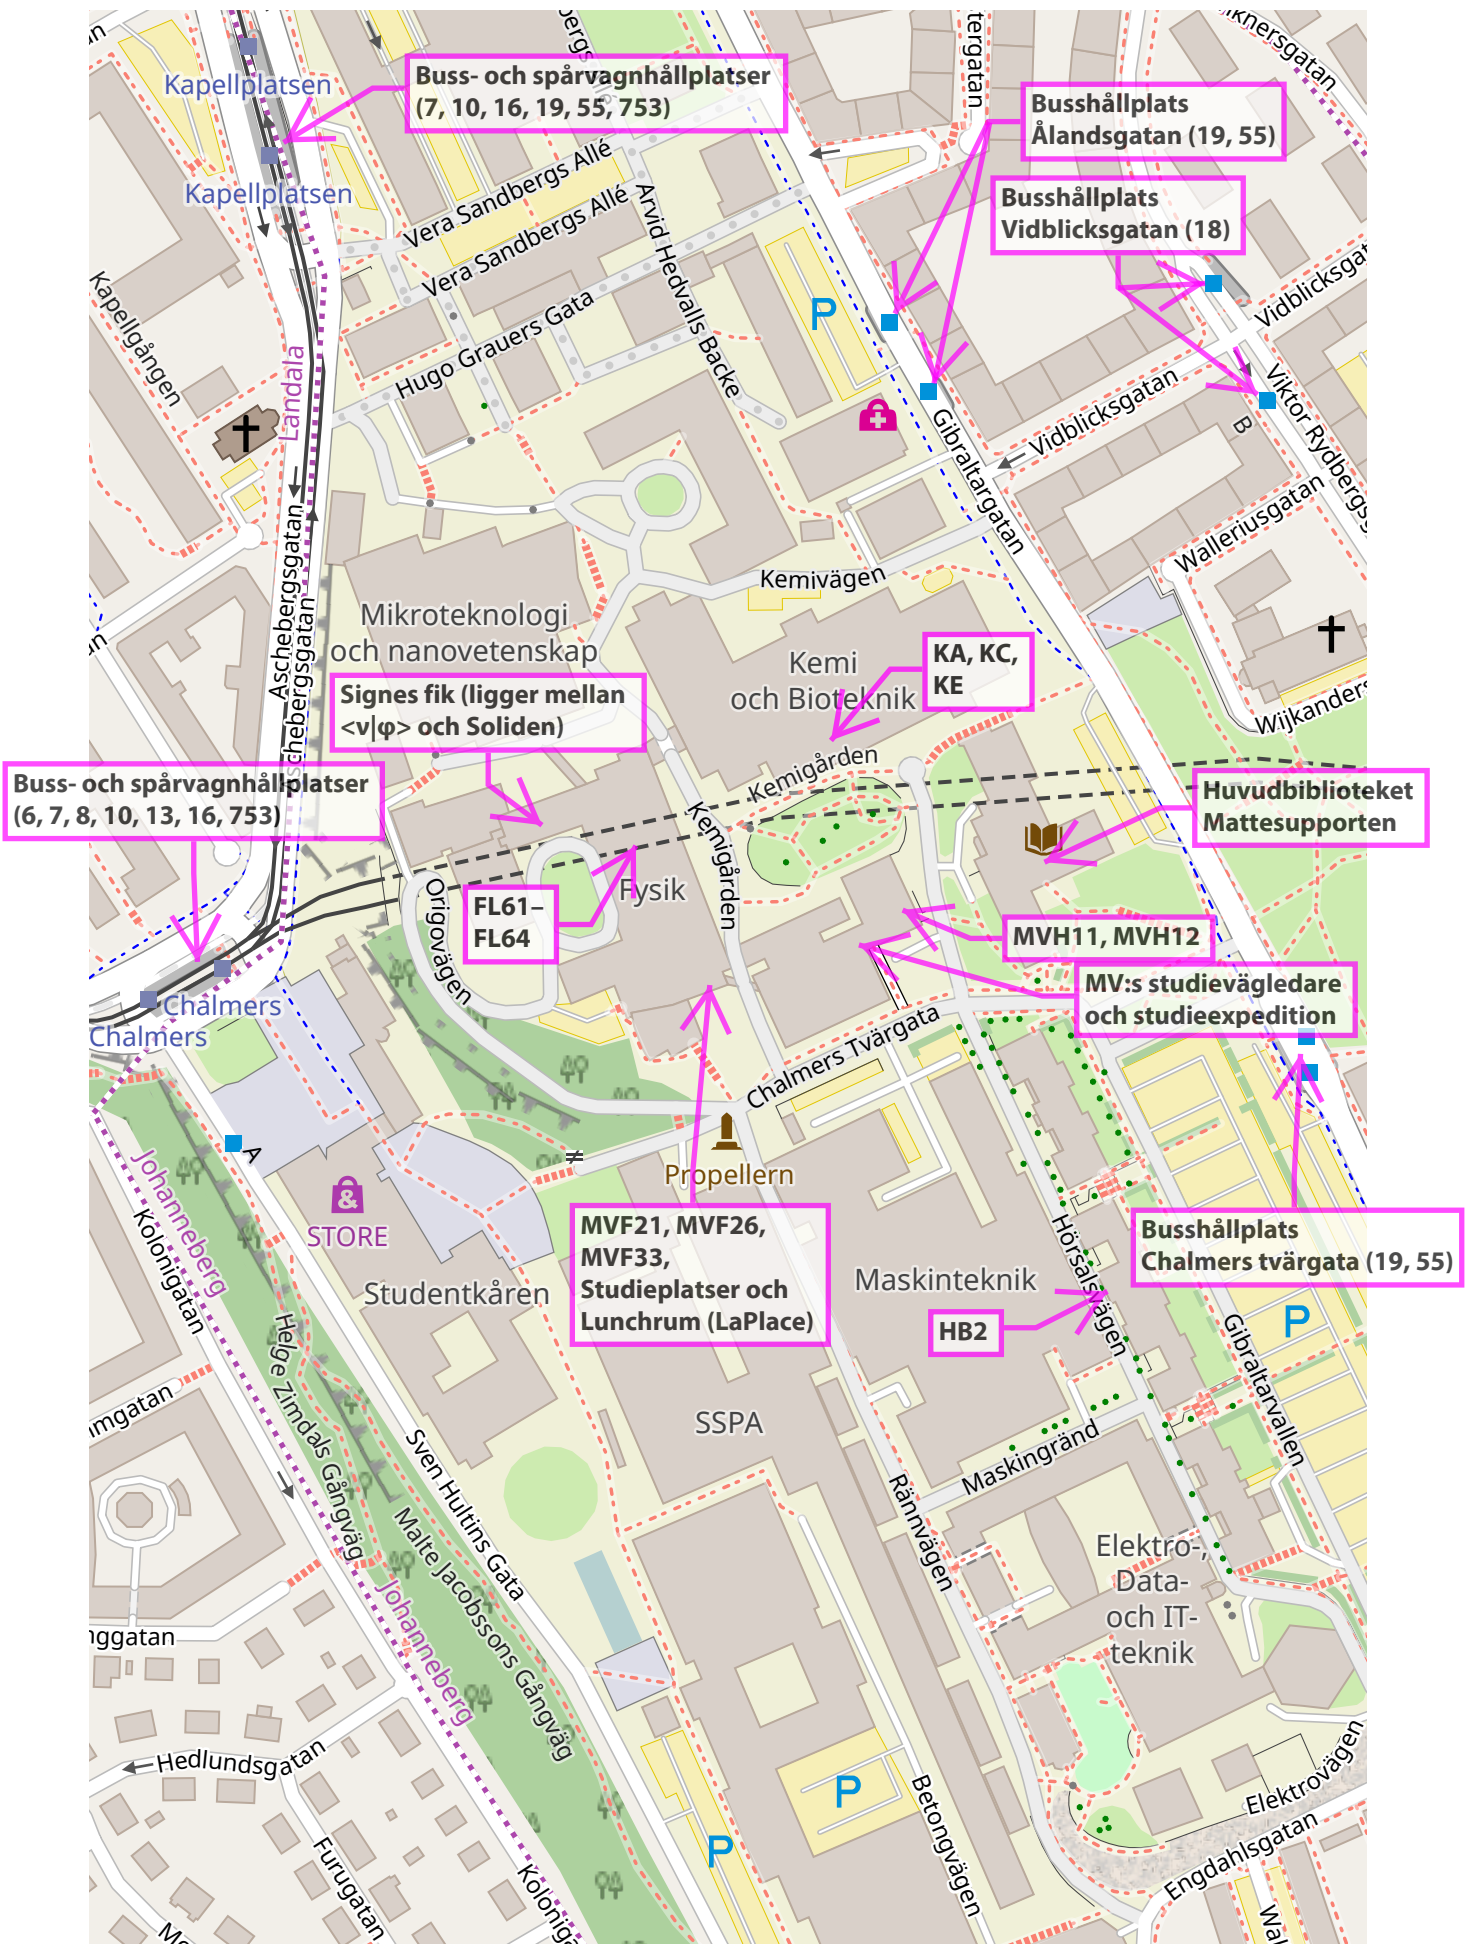 Kapellplatsen
Kapellplatsen
Buss- och spårvagnhållplatser
(7, 10, 16, 19, 55, 753)
Busshållplats
Ålandsgatan (19, 55)
Busshållplats
Vidblicksgatan (18)
Vera Sandbergs Allé
Vera Sandbergs Allé
Hugo Grauers Gata
Arvid Hedvalls Backe
P
Kapellgången
Landala
Gibraltargatan
Vidblicksgatan
Vidblicksgat
B
Viktor Rydbergsg
Walleriusgatan
Wijkanders
Kemivägen
Aschebergsgatan
Aschebergsgatan
Mikroteknologi
och nanovetenskap
Kemi
och Bioteknik
KA, KC,
KE
Signes fik (ligger mellan
<v|φ> och Soliden)
Buss- och spårvagnhållplatser
(6, 7, 8, 10, 13, 16, 753)
Kemigården
Kemigården
Huvudbiblioteket
Mattesupporten
Fysik
FL61–
FL64
Origovägen
MVH11, MVH12
MV:s studievägledare
och studieexpedition
Chalmers
Chalmers
Chalmers Tvärgata
A
Propellern
&
STORE
Johanneberg
Kolonigatan
MVF21, MVF26,
MVF33,
Studieplatser och
Lunchrum (LaPlace)
Busshållplats
Chalmers tvärgata (19, 55)
Studentkåren
Maskinteknik
HB2
Hörsalsvägen
Gibraltarvallen
P
Helge Zimdals Gångväg
SSPA
Maskingränd
Sven Hultins Gata
Malte Jacobssons Gångväg
Rännvägen
Elektro-,
Data-
och IT-
teknik
Johanneberg
Hedlundsgatan
P
P
Betongvägen
Elektrovägen
Engdahlsgatan
Furugatan
Kolonig